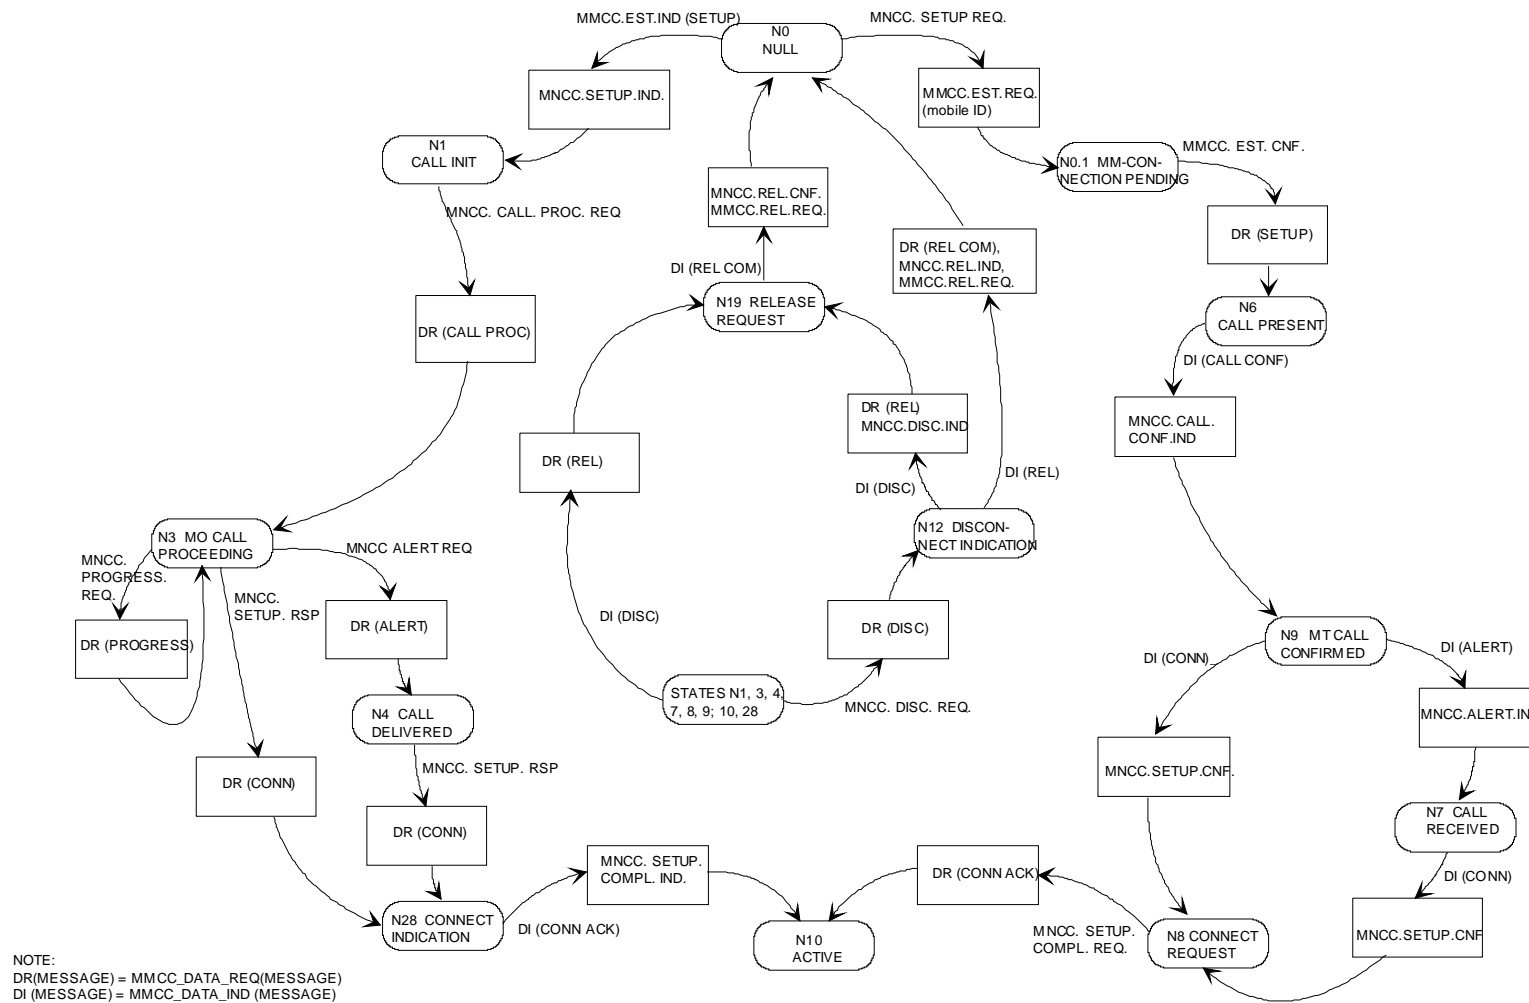 MMCC.EST.IND (SETUP)
N0
NULL
MNCC. SETUP REQ.
MNCC.SETUP.IND.
MMCC.EST.REQ.
(mobile ID)
N1
CALL INIT
N0.1 MM-CON-
NECTION PENDING
MMCC. EST. CNF.
MNCC. CALL. PROC. REQ
MNCC.REL.CNF.
MMCC.REL.REQ.
DR (SETUP)
DR (REL COM),
MNCC.REL.IND,
MMCC.REL.REQ.
DI (REL COM)
N19 RELEASE
REQUEST
N6
CALL PRESENT
DR (CALL PROC)
DI (CALL CONF)
DR (REL)
MNCC.DISC.IND
MNCC. CALL.
CONF.IND
DR (REL)
DI (DISC)
DI (REL)
N3 MO CALL
PROCEEDING
N12 DISCON-
NECT INDICATION
MNCC ALERT REQ
MNCC.
PROGRESS.
REQ.
MNCC.
SETUP. RSP
DI (DISC)
DR (PROGRESS)
DR (ALERT)
DR (DISC)
N9 MT CALL
CONFIRMED
DI (CONN)
DI (ALERT)
STATES N1, 3, 4,
7, 8, 9; 10, 28
MNCC. DISC. REQ.
N4 CALL
DELIVERED
MNCC.ALERT.IN
MNCC. SETUP. RSP
MNCC.SETUP.CNF.
DR (CONN)
DR (CONN)
N7 CALL
RECEIVED
MNCC. SETUP.
COMPL. IND.
DR (CONN ACK)
DI (CONN)
N28 CONNECT
INDICATION
DI (CONN ACK)
N10
ACTIVE
MNCC. SETUP.
COMPL. REQ.
N8 CONNECT
REQUEST
MNCC.SETUP.CNF
NOTE:
DR(MESSAGE) = MMCC_DATA_REQ(MESSAGE)
DI (MESSAGE) = MMCC_DATA_IND (MESSAGE)